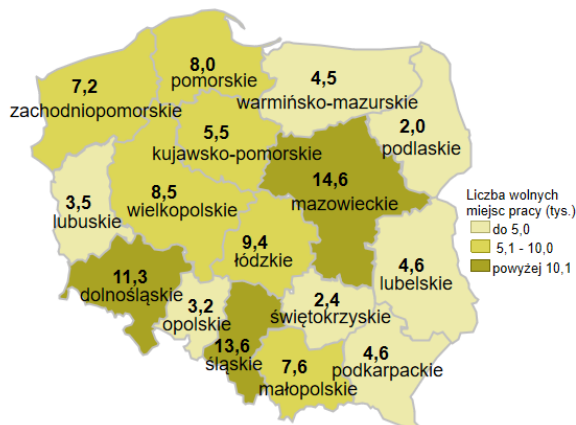 8,0
pomorskie
7,2
zachodniopomorskie
4,5
warmińsko-mazurskie
2,0
podlaskie
5,5
kujawsko-pomorskie
14,6
mazowieckie
3,5
lubuskie
8,5
wielkopolskie
9,4
łódzkie
4,6
lubelskie
11,3
dolnośląskie
3,2
opolskie
13,6
śląskie
2,4
świętokrzyskie
7,6
małopolskie
4,6
podkarpackie
Liczba wolnych
miejsc pracy (tys.)
do 5,0
5,1 - 10,0
powyżej 10,1